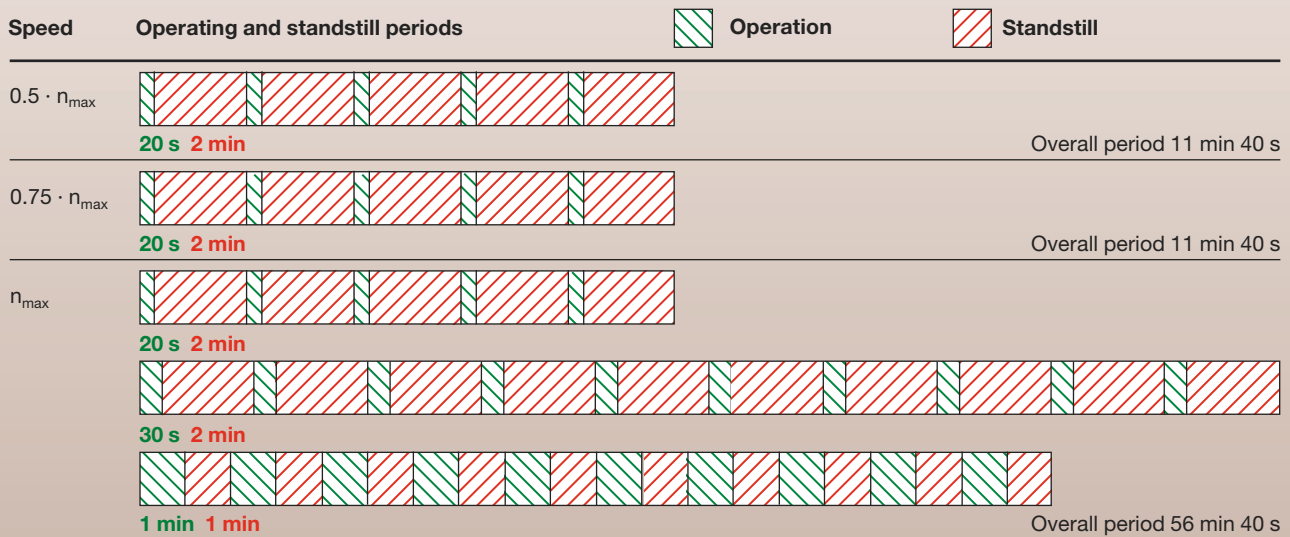 Speed Operating and standstill periods Operation Standstill
0.5 · nmax
20 s 2 min Overall period 11 min 40 s
0.75 · nmax
20 s 2 min Overall period 11 min 40 s
nmax
20 s 2 min
30 s 2 min
1 min 1 min Overall period 56 min 40 s